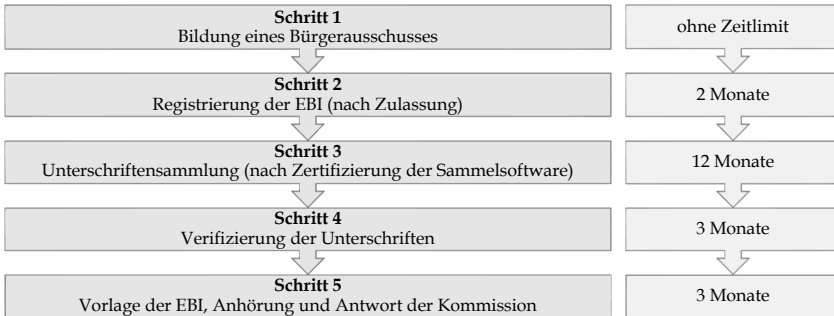 Schritt 1
Bildung eines Bürgerausschusses
ohne Zeitlimit
Schritt 2
Registrierung der EBI (nach Zulassung)
2 Monate
Schritt 3
Unterschriftensammlung (nach Zertifizierung der Sammelsoftware)
12 Monate
Schritt 4
Verifizierung der Unterschriften
3 Monate
Schritt 5
Vorlage der EBI, Anhörung und Antwort der Kommission
3 Monate